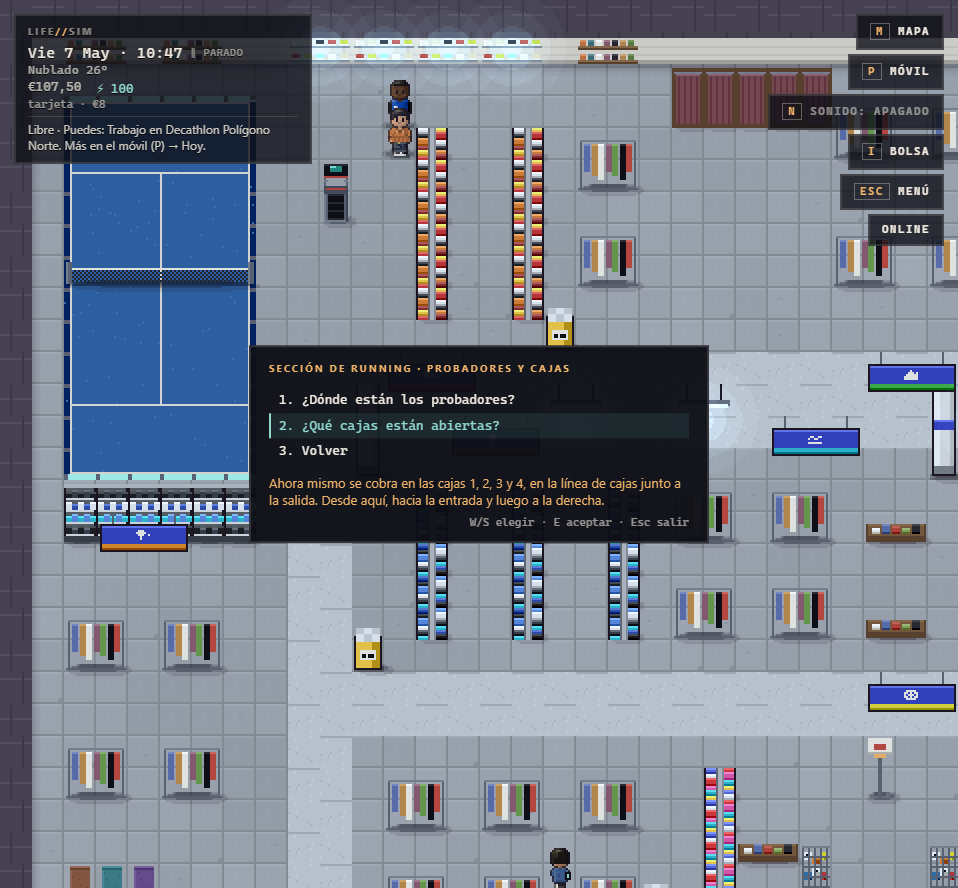 LIFE//SIM
Vie 7 May · 10:47 ‖ PARADO
Nublado 26º
€107,50 ⚡ 100
tarjeta · €8
Libre · Puedes: Trabajo en Decathlon Polígono
Norte. Más en el móvil (P) → Hoy.
M MAPA
P MÓVIL
N SONIDO: APAGADO
I BOLSA
ESC MENÚ
ONLINE
SECCIÓN DE RUNNING · PROBADORES Y CAJAS
1. ¿Dónde están los probadores?
2. ¿Qué cajas están abiertas?
3. Volver
Ahora mismo se cobra en las cajas 1, 2, 3 y 4, en la línea de cajas junto a
la salida. Desde aquí, hacia la entrada y luego a la derecha.
W/S elegir · E aceptar · Esc salir